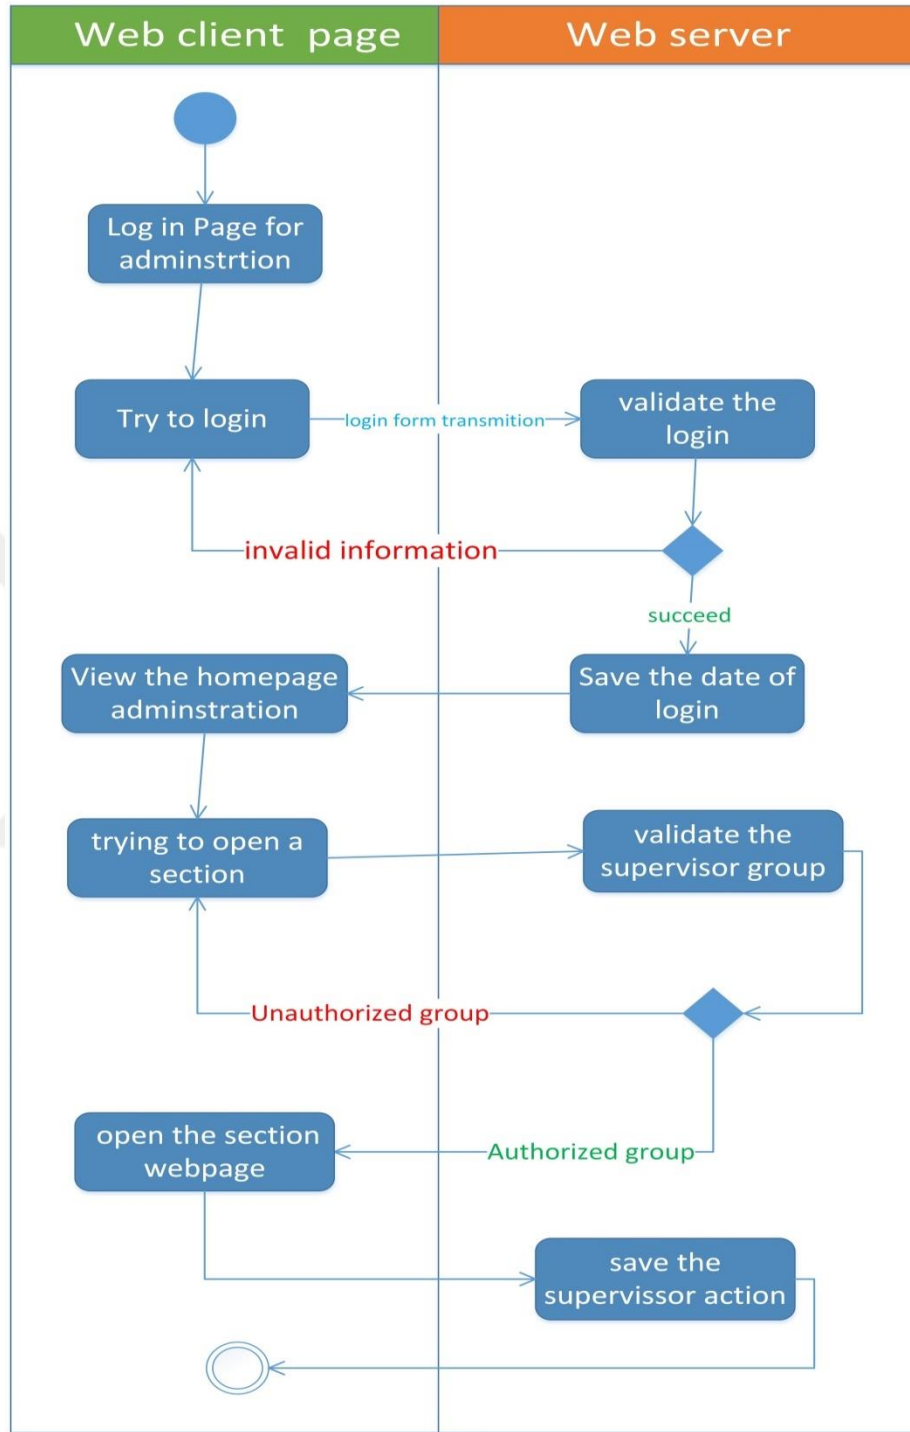 Web client page
Web server
Log in Page for
adminstrtion
Try to login
login form transmition
validate the
login
invalid information
succeed
View the homepage
adminstration
Save the date of
login
trying to open a
section
validate the
supervisor group
Unauthorized group
open the section
webpage
Authorized group
save the
supervissor action